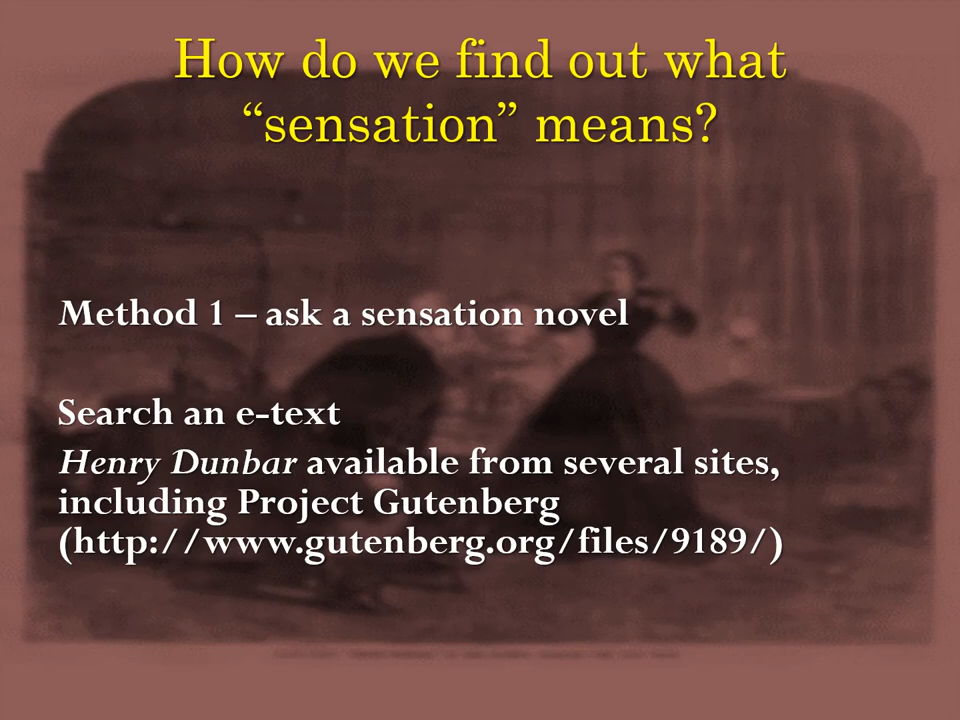 How do we find out what
“sensation” means?
Method 1 – ask a sensation novel
Search an e-text
Henry Dunbar available from several sites,
including Project Gutenberg
(http://www.gutenberg.org/files/9189/)